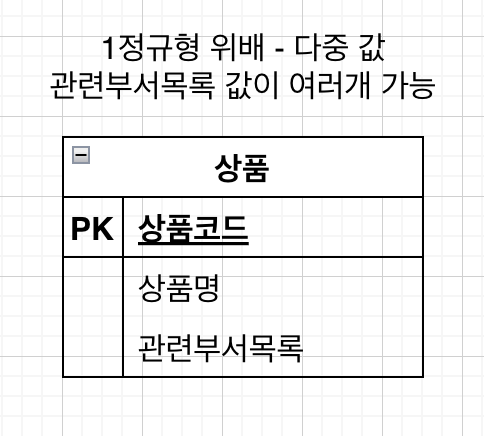 1정규형 위배 - 다중 값
관련부서목록 값이 여러개 가능
상품
PK 상품코드
상품명
관련부서목록